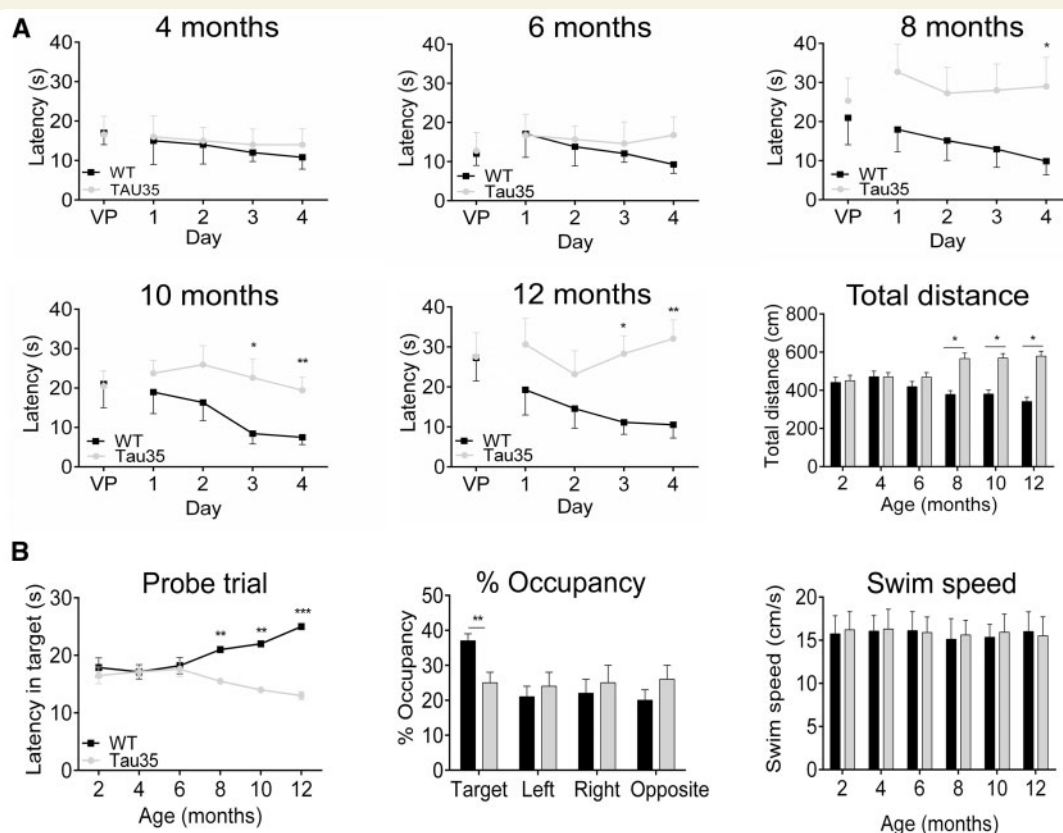 A
4 months
Latency (s)
40
30
20
10
0
WT
TAU35
VP 1 2 3 4
Day
6 months
Latency (s)
40
30
20
10
0
WT
Tau35
VP 1 2 3 4
Day
8 months
Latency (s)
40
30
20
10
0
*
WT
Tau35
VP 1 2 3 4
Day
10 months
Latency (s)
40
30
20
10
0
* **
WT
Tau35
VP 1 2 3 4
Day
12 months
Latency (s)
40
30
20
10
0
* **
WT
Tau35
VP 1 2 3 4
Day
Total distance
Total distance (cm)
800
600
400
200
0
* * *
2 4 6 8 10 12
Age (months)
B
Probe trial
Latency in target (s)
30
20
10
0
** ** ***
WT
Tau35
2 4 6 8 10 12
Age (months)
% Occupancy
% Occupancy
50
40
30
20
10
0
**
Target Left Right Opposite
Swim speed
Swim speed (cm/s)
20
15
10
5
0
2 4 6 8 10 12
Age (months)